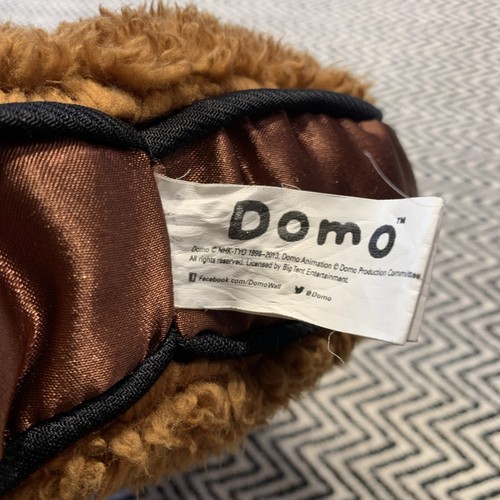 Domo™
Domo © NHK-TYO 1998-2013. Domo Animation © Domo Production Committee.
All rights reserved. Licensed by Big Tent Entertainment.
Facebook.com/DomoWall @Domo